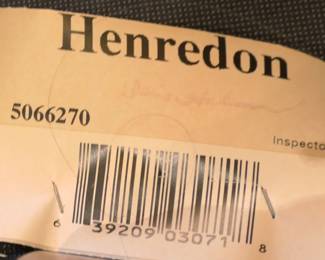 Henredon
5066270
Inspecto
6 39209 03071 8